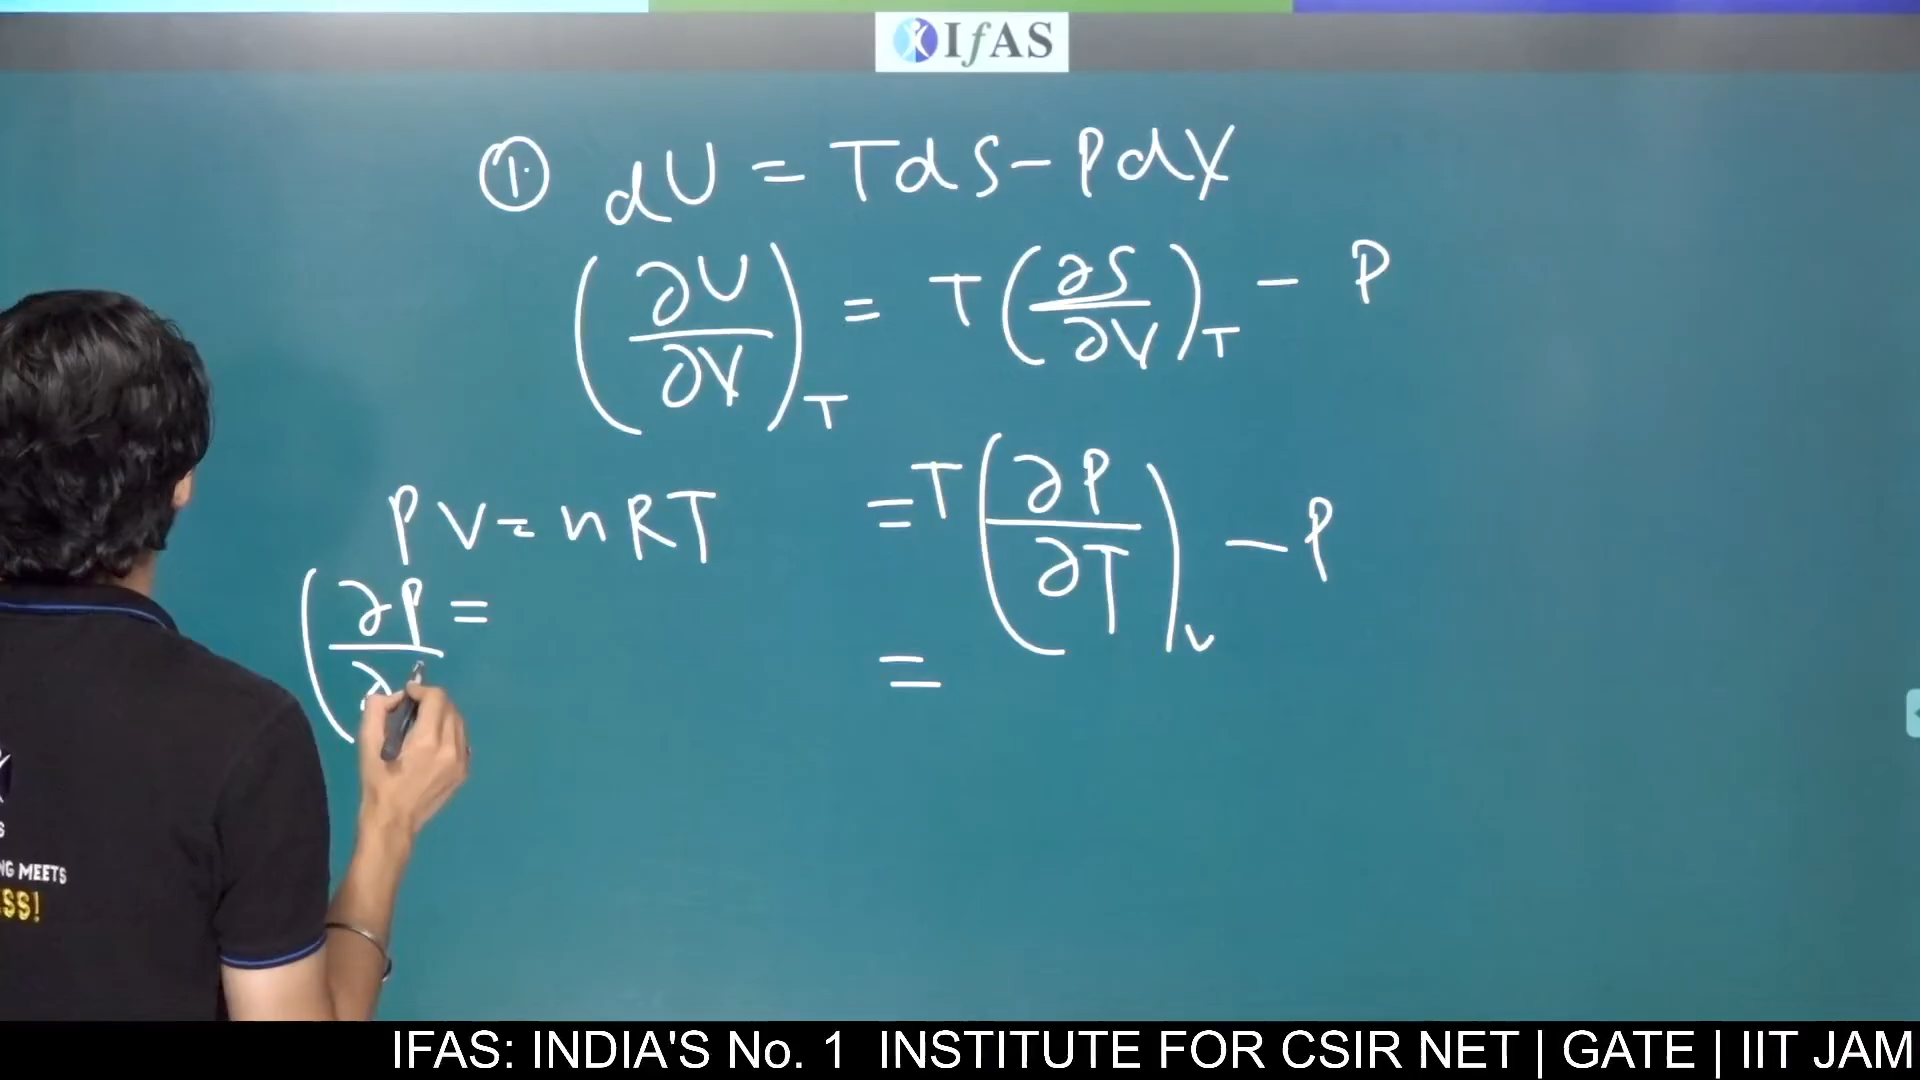 IfAS
① dU = TdS - PdV
(∂U/∂V)_T = T(∂S/∂V)_T - P
= T(∂P/∂T)_V - P
PV = nRT
(∂P/∂ =
=
NG MEETS
SS!
IFAS: INDIA'S No. 1 INSTITUTE FOR CSIR NET | GATE | IIT JAM